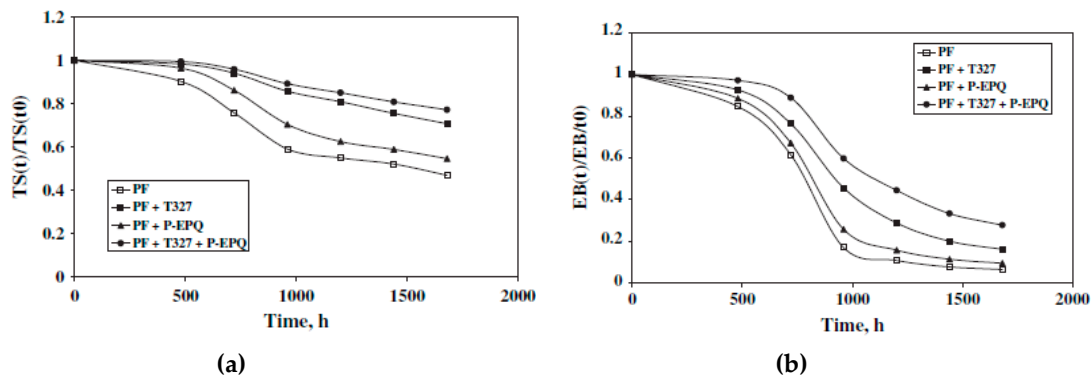 1.2
1
0.8
0.6
0.4
0.2
0
TS(t)/TS(t0)
PF
PF + T327
PF + P-EPQ
PF + T327 + P-EPQ
0 500 1000 1500 2000
Time, h
(a)
1.2
1
0.8
0.6
0.4
0.2
0
EB(t)/EB/t0)
PF
PF + T327
PF + P-EPQ
PF + T327 + P-EPQ
0 500 1000 1500 2000
Time, h
(b)